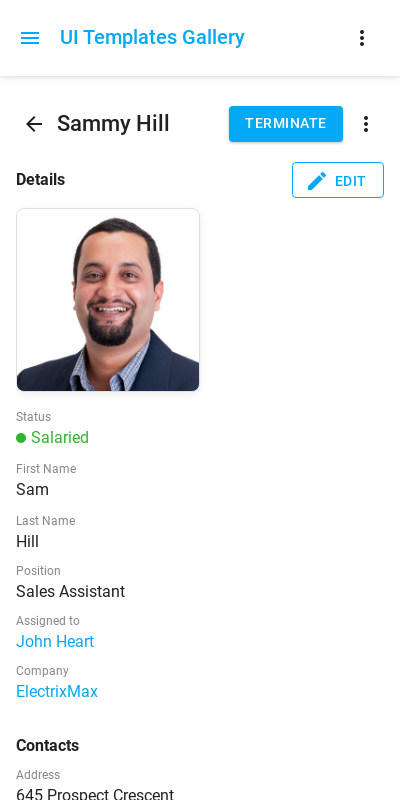 UI Templates Gallery
Sammy Hill
TERMINATE
Details
EDIT
Status
Salaried
First Name
Sam
Last Name
Hill
Position
Sales Assistant
Assigned to
John Heart
Company
ElectrixMax
Contacts
Address
645 Prospect Crescent